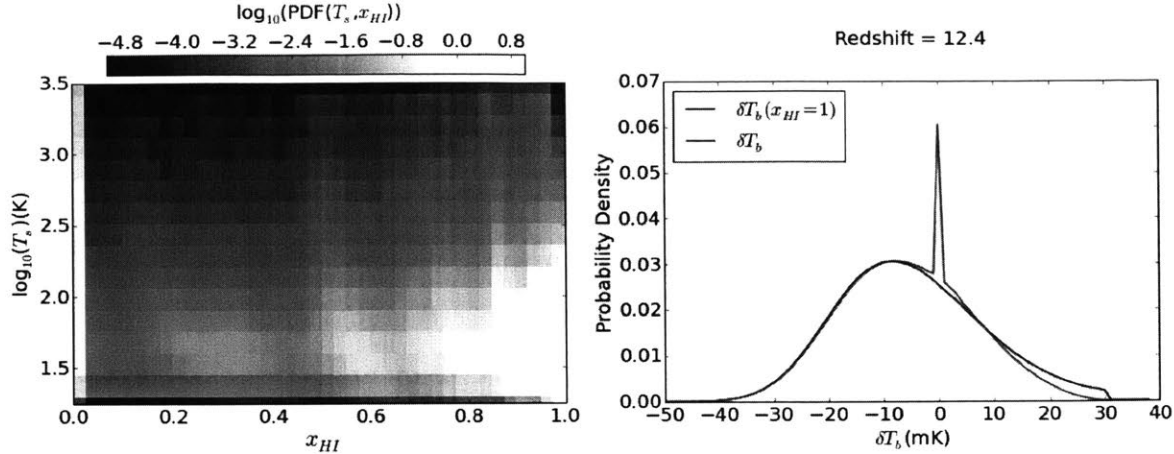 log₁₀(PDF(Tₛ,x_HI))
−4.8 −4.0 −3.2 −2.4 −1.6 −0.8 0.0 0.8
3.5
3.0
2.5
2.0
1.5
log₁₀(Tₛ)(K)
0.0 0.2 0.4 0.6 0.8 1.0
x_HI
Redshift = 12.4
0.07
0.06
0.05
0.04
0.03
0.02
0.01
0.00
Probability Density
δT_b(x_HI=1)
δT_b
−50 −40 −30 −20 −10 0 10 20 30 40
δT_b(mK)